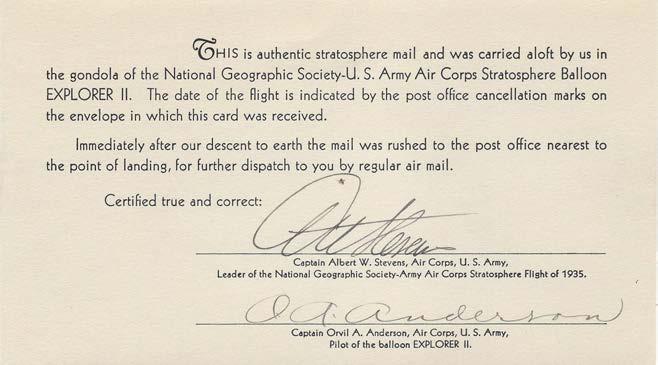 THIS is authentic stratosphere mail and was carried aloft by us in
the gondola of the National Geographic Society-U. S. Army Air Corps Stratosphere Balloon
EXPLORER II. The date of the flight is indicated by the post office cancellation marks on
the envelope in which this card was received.
Immediately after our descent to earth the mail was rushed to the post office nearest to
the point of landing, for further dispatch to you by regular air mail.
Certified true and correct:
A W Stevens
Captain Albert W. Stevens, Air Corps, U. S. Army,
Leader of the National Geographic Society-Army Air Corps Stratosphere Flight of 1935.
O. A. Anderson
Captain Orvil A. Anderson, Air Corps, U. S. Army,
Pilot of the balloon EXPLORER II.